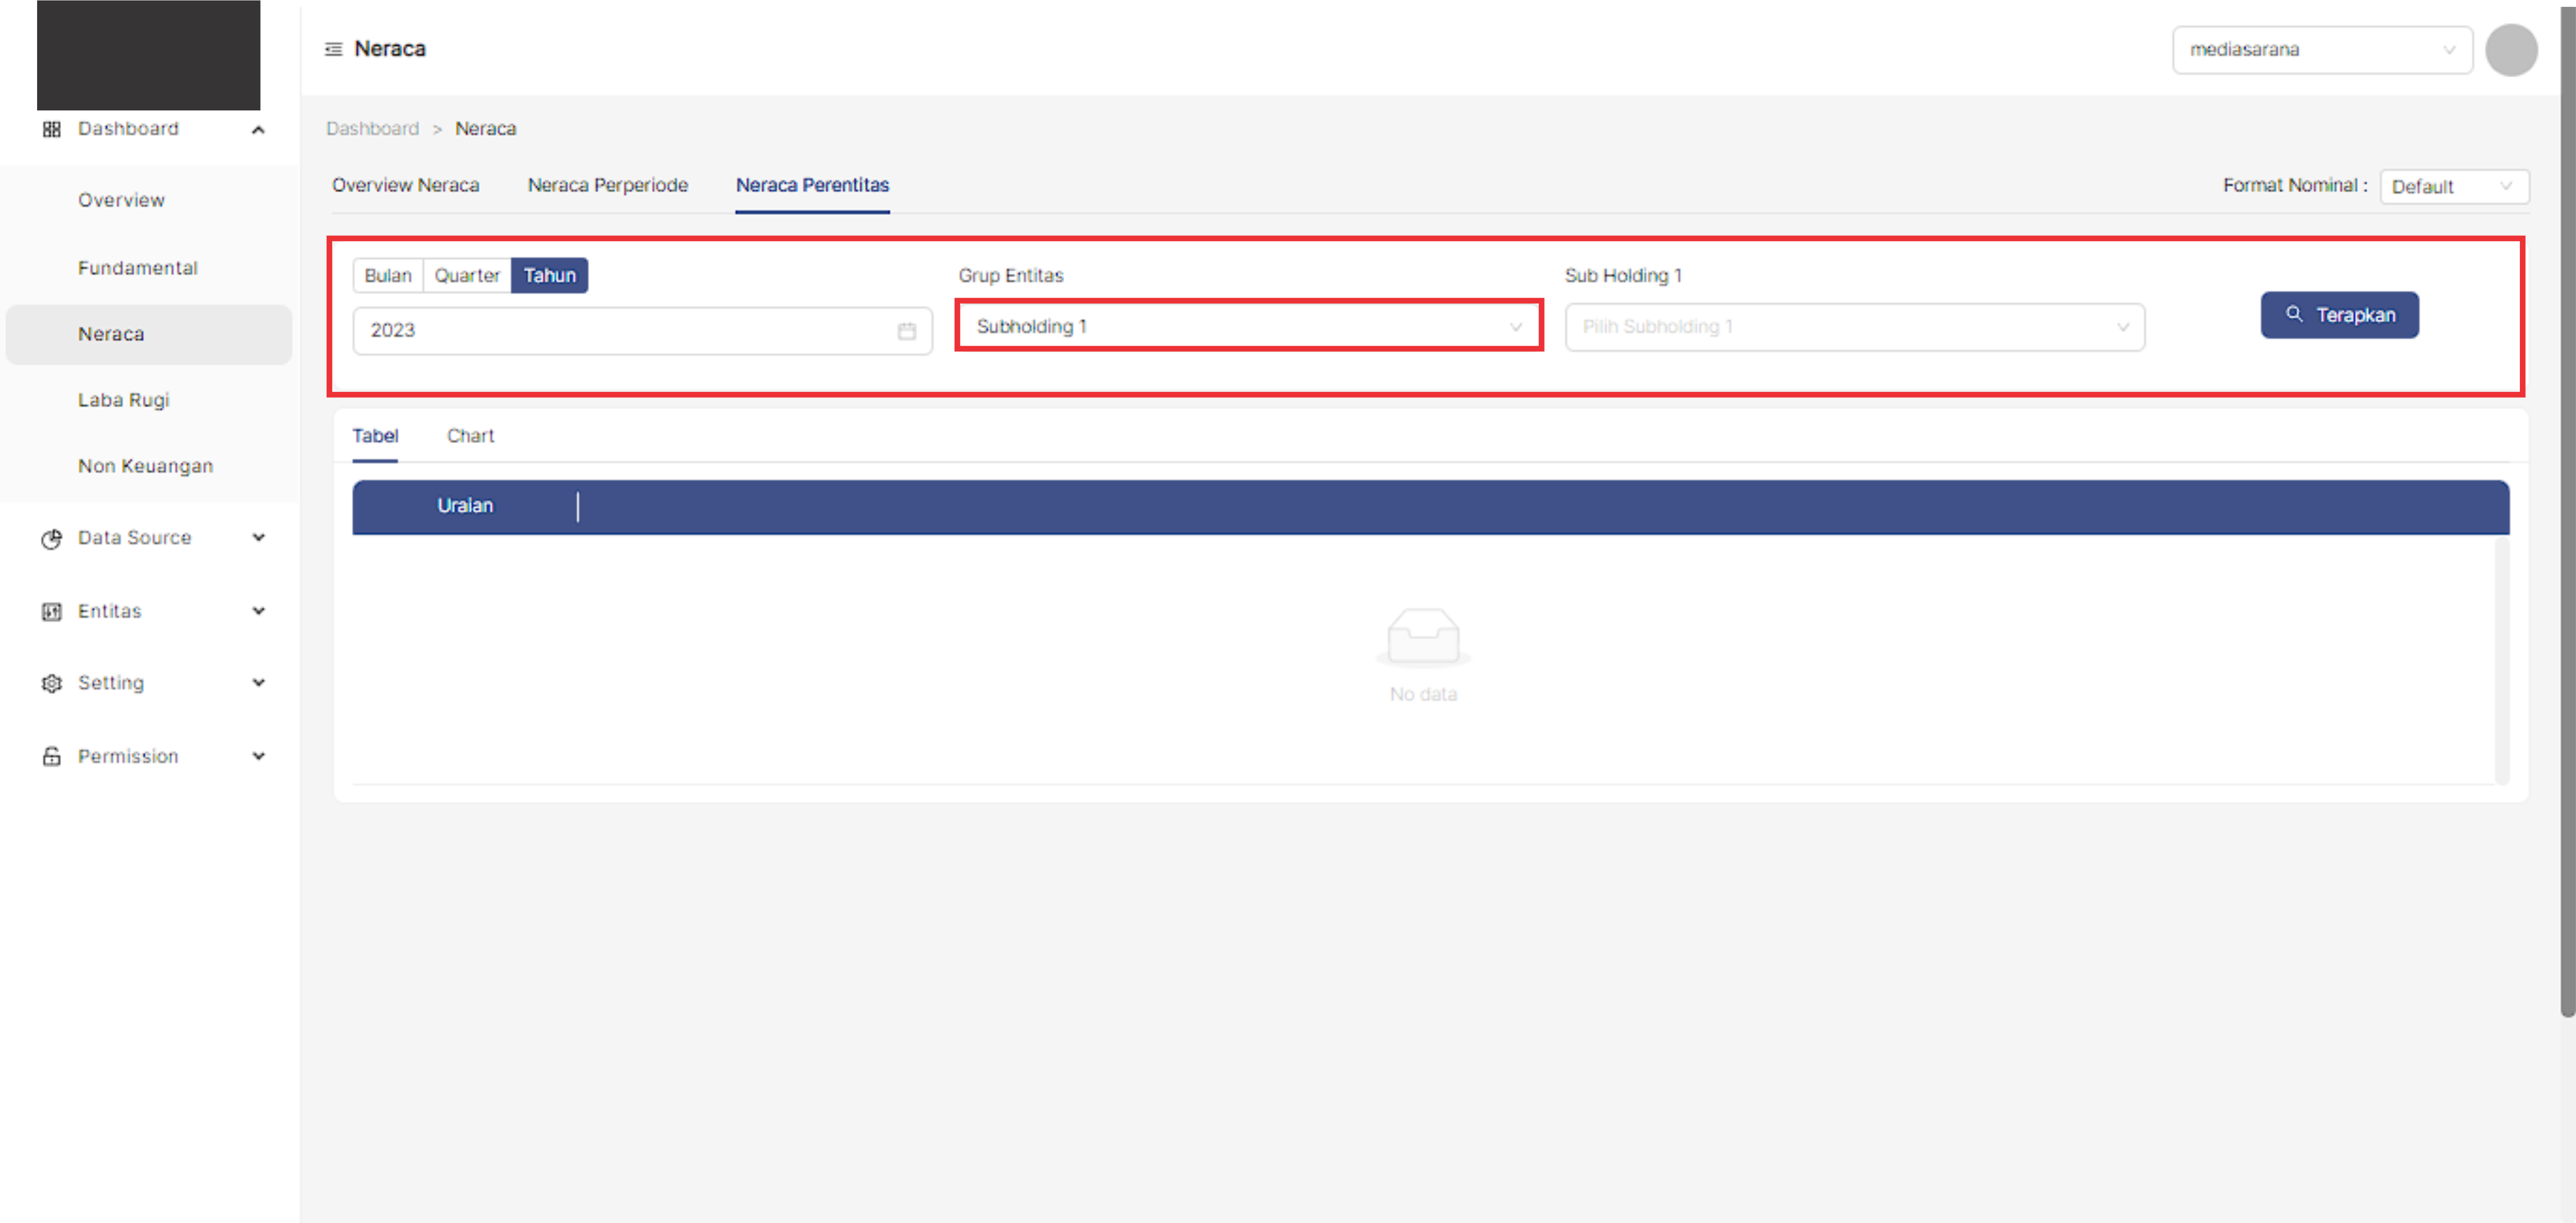 Neraca
mediasarana
Dashboard
Overview
Fundamental
Neraca
Laba Rugi
Non Keuangan
Data Source
Entitas
Setting
Permission
Dashboard > Neraca
Overview Neraca Neraca Perperiode Neraca Perentitas
Format Nominal : Default
Bulan Quarter Tahun
2023
Grup Entitas
Subholding 1
Sub Holding 1
Pilih Subholding 1
Terapkan
Tabel Chart
Uraian
No data